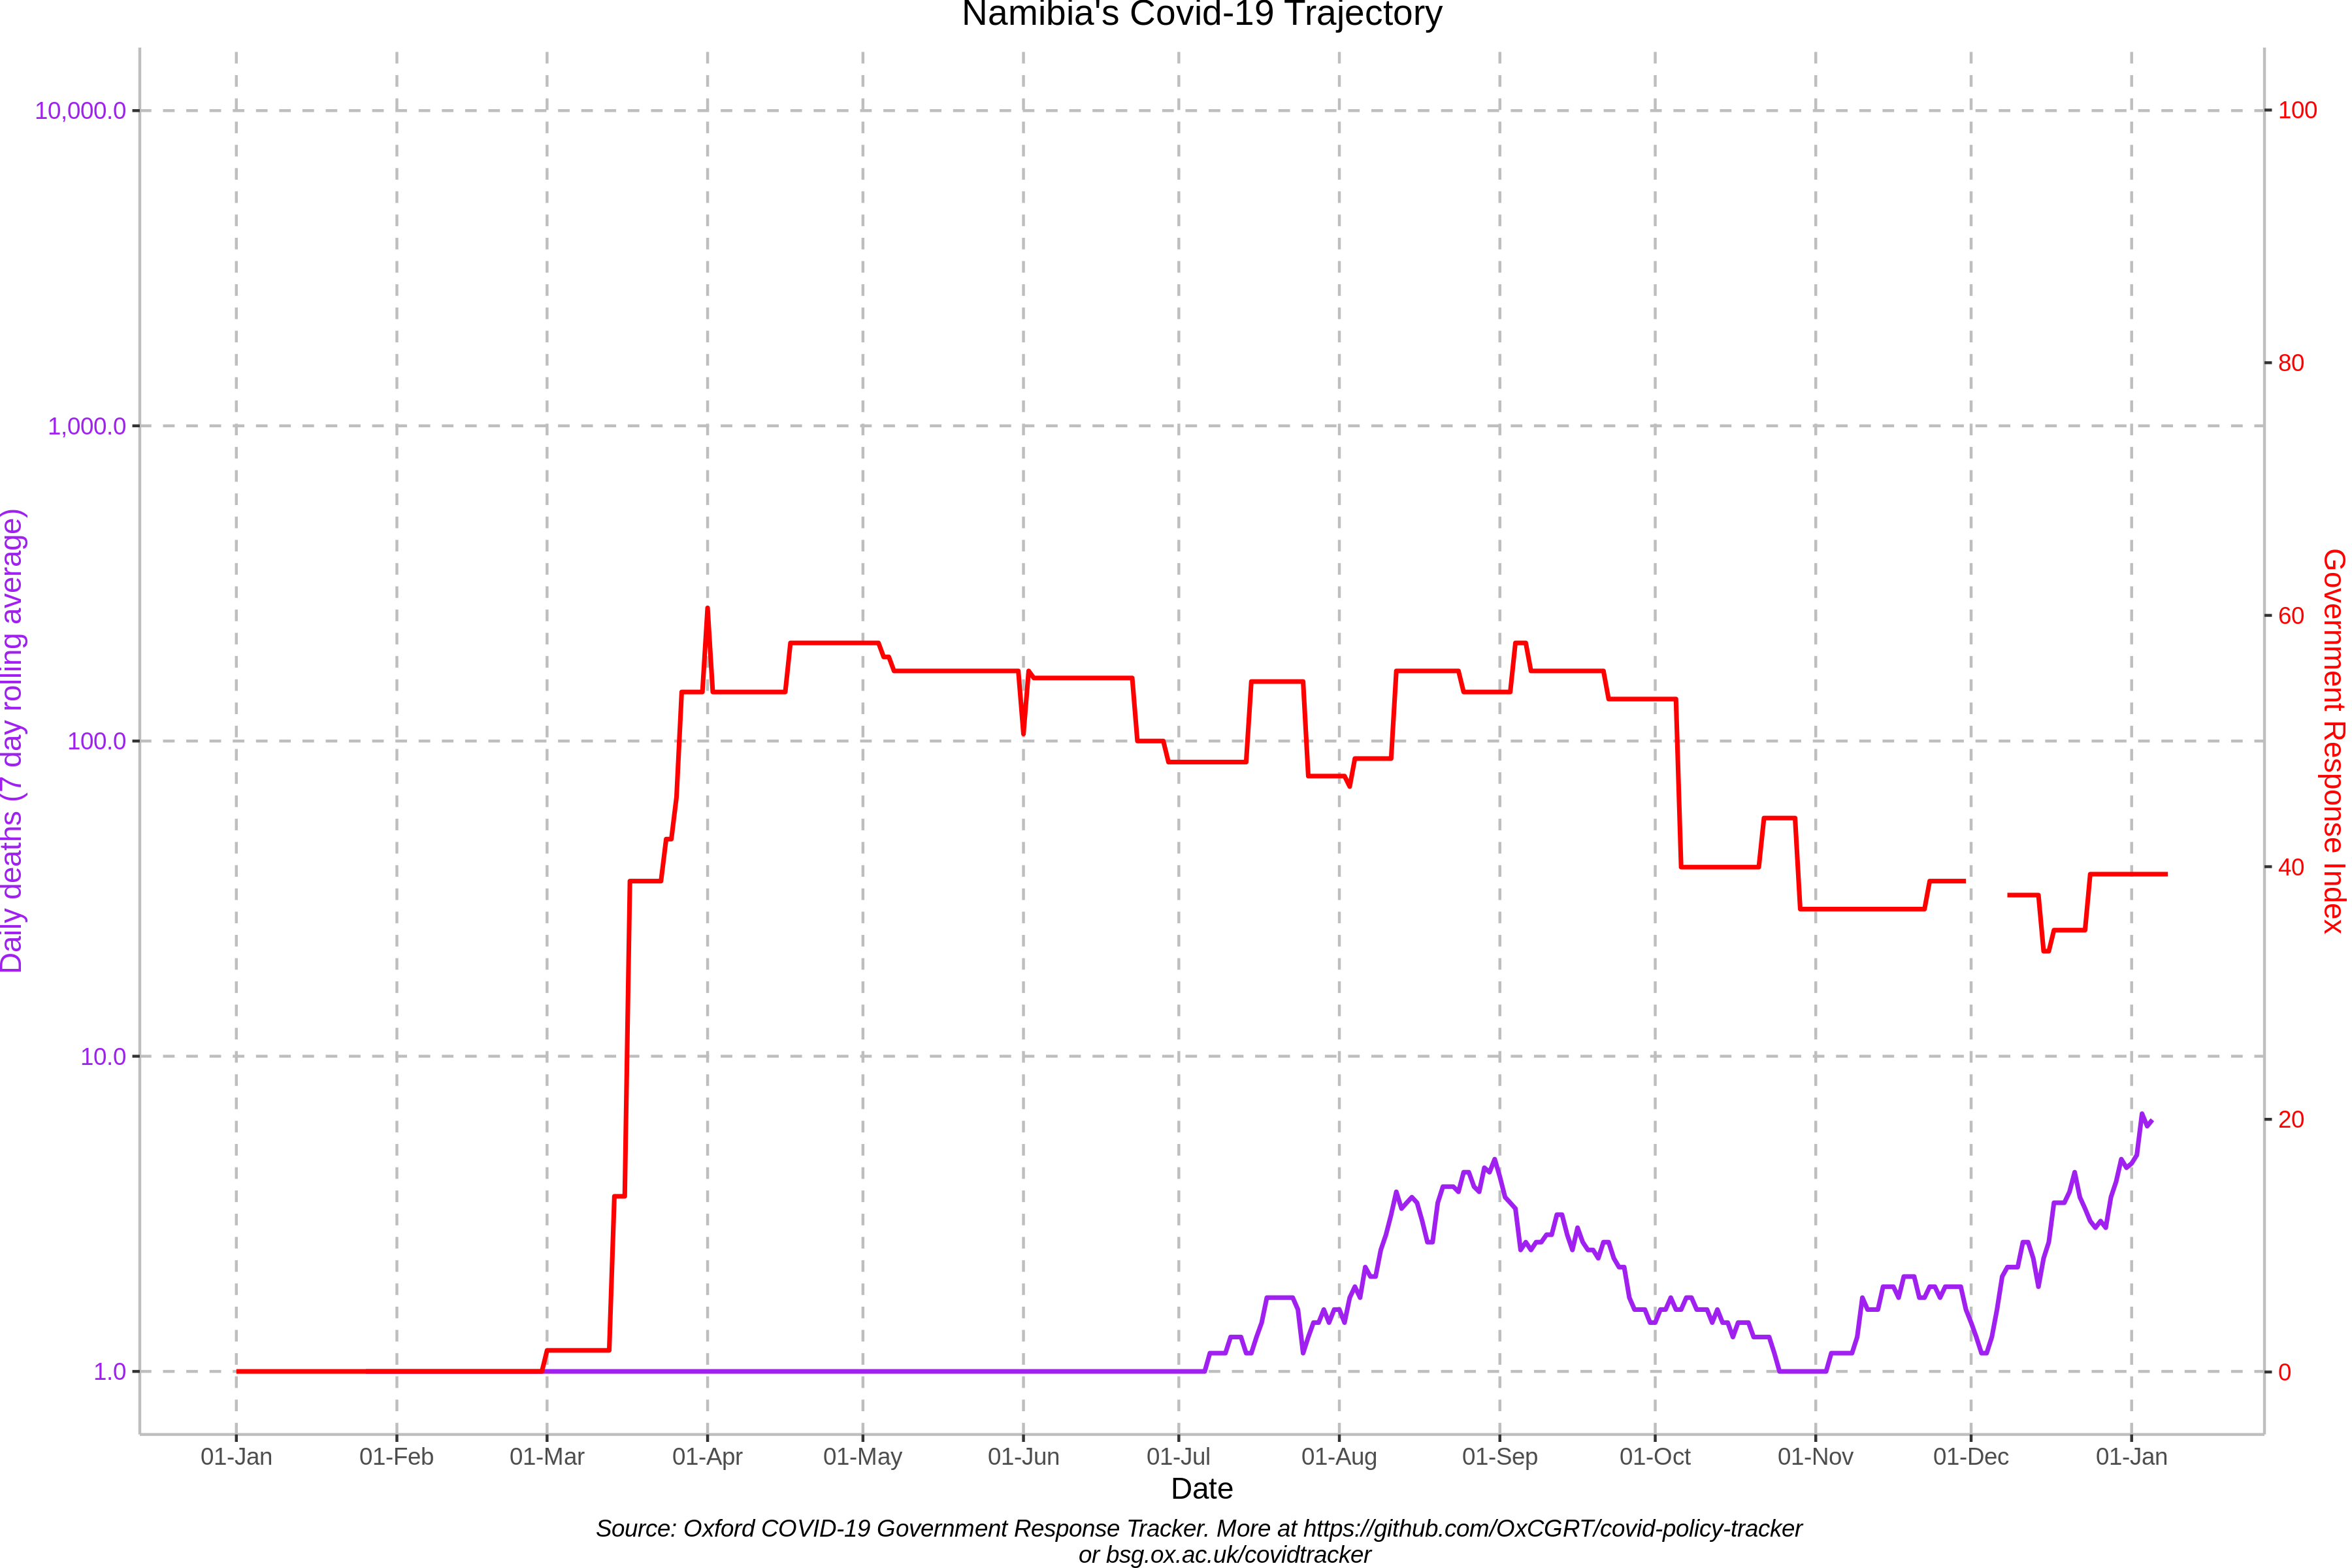 Namibia's Covid-19 Trajectory
10,000.0
1,000.0
100.0
10.0
1.0
Daily deaths (7 day rolling average)
100
80
60
40
20
0
Government Response Index
01-Jan
01-Feb
01-Mar
01-Apr
01-May
01-Jun
01-Jul
01-Aug
01-Sep
01-Oct
01-Nov
01-Dec
01-Jan
Date
Source: Oxford COVID-19 Government Response Tracker. More at https://github.com/OxCGRT/covid-policy-tracker
or bsg.ox.ac.uk/covidtracker